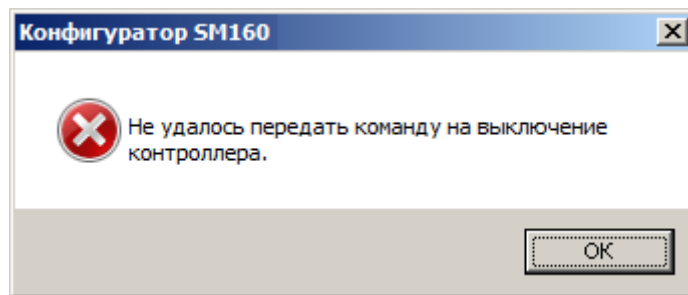 Конфигуратор SM160
Не удалось передать команду на выключение
контроллера.
OK